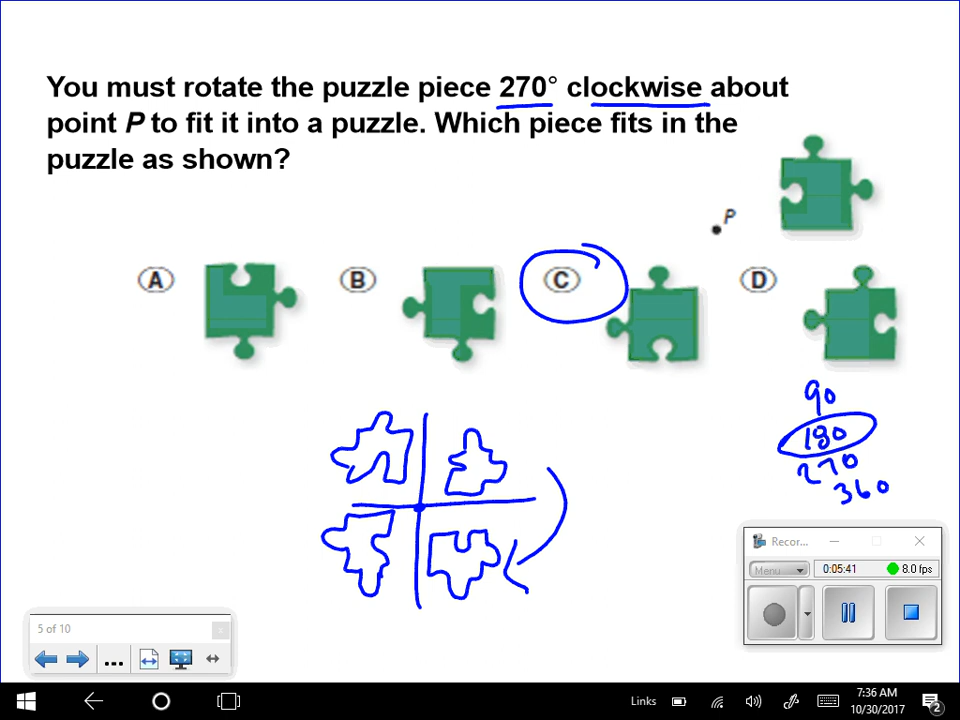 You must rotate the puzzle piece 270° clockwise about
point P to fit it into a puzzle. Which piece fits in the
puzzle as shown?
P
A
B
C
D
90
180
270
360
Recor...
Menu
0:05:41
8.0 fps
5 of 10
Links
7:36 AM
10/30/2017
2